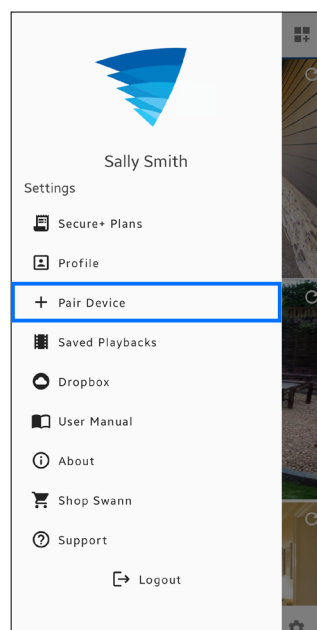 Sally Smith
Settings
Secure+ Plans
Profile
Pair Device
Saved Playbacks
Dropbox
User Manual
About
Shop Swann
Support
Logout